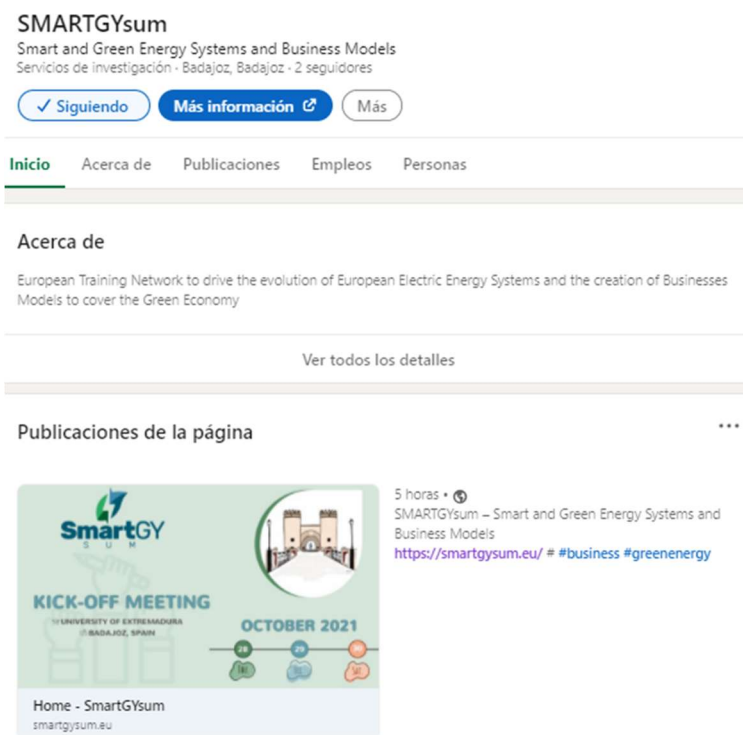 SMARTGYsum
Smart and Green Energy Systems and Business Models
Servicios de investigación · Badajoz, Badajoz · 2 seguidores
✓ Siguiendo
Más información
Más
Inicio
Acerca de
Publicaciones
Empleos
Personas
Acerca de
European Training Network to drive the evolution of European Electric Energy Systems and the creation of Businesses
Models to cover the Green Economy
Ver todos los detalles
Publicaciones de la página
SmartGY
SUM
KICK-OFF MEETING
UNIVERSITY OF EXTREMADURA
BADAJOZ, SPAIN
OCTOBER 2021
28
29
Home - SmartGYsum
smartgysum.eu
5 horas •
SMARTGYsum – Smart and Green Energy Systems and
Business Models
https://smartgysum.eu/ # #business #greenenergy